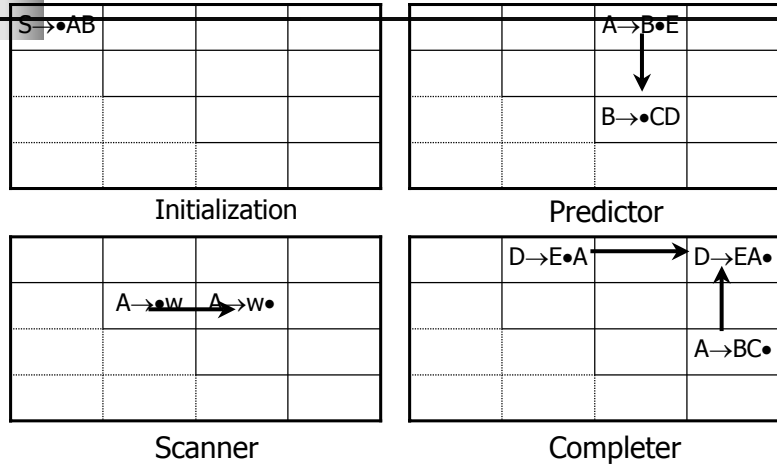 S→•AB
Initialization
A→B•E
B→•CD
Predictor
A→•w A→w•
Scanner
D→E•A D→EA•
A→BC•
Completer